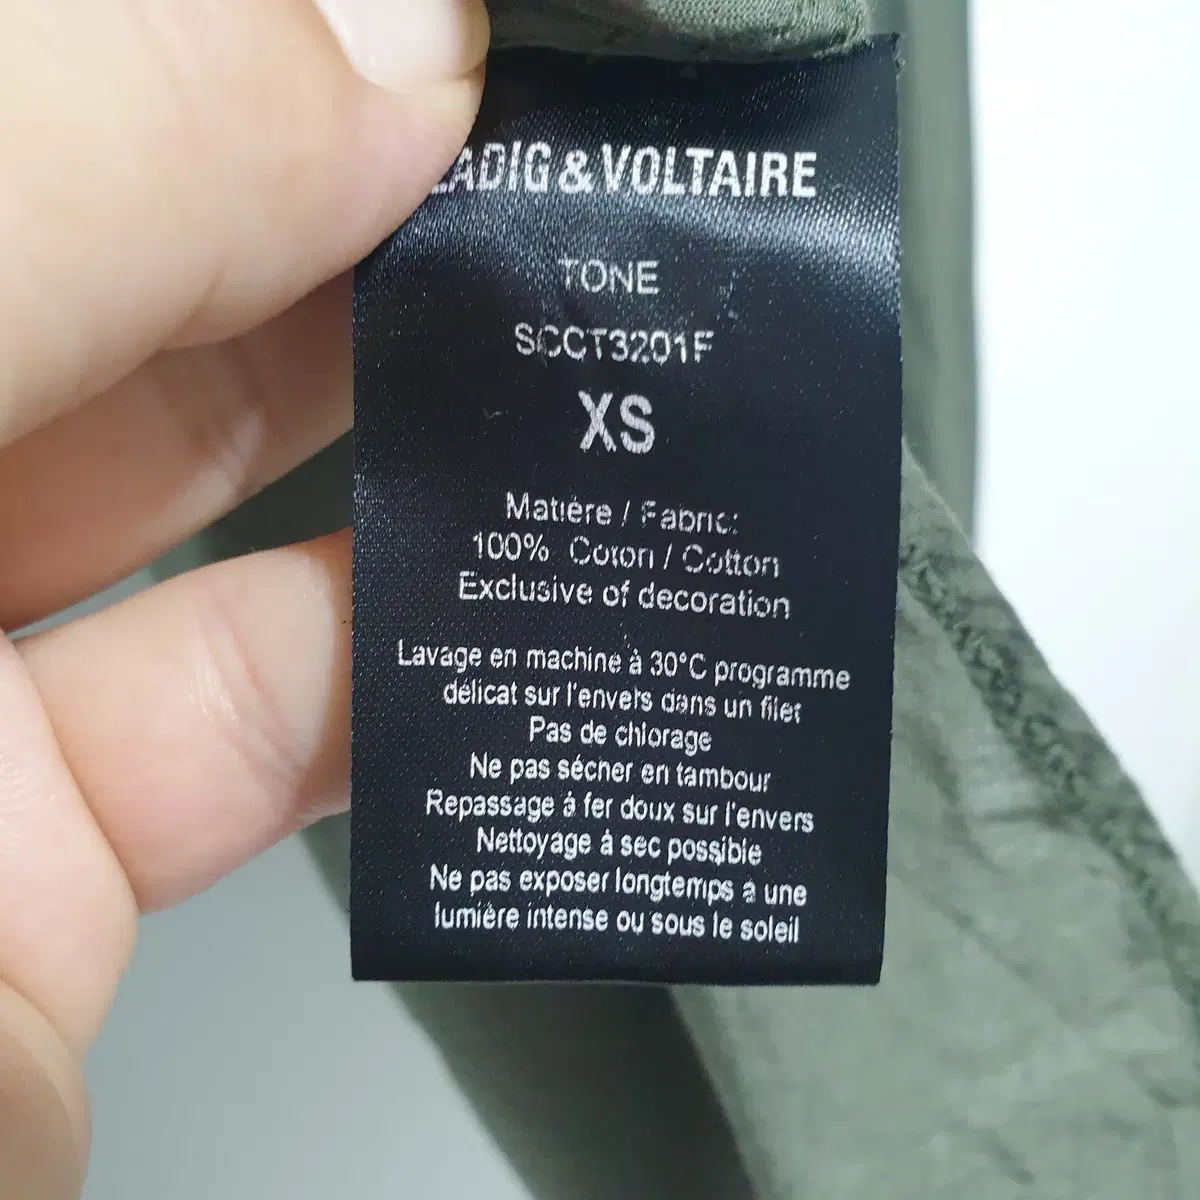 ZADIG & VOLTAIRE
TONE
SCCT3201F
XS
Matière / Fabric:
100% Coton / Cotton
Exclusive of decoration
Lavage en machine à 30°C programme
délicat sur l'envers dans un filet
Pas de chlorage
Ne pas sécher en tambour
Repassage à fer doux sur l'envers
Nettoyage à sec possible
Ne pas exposer longtemps à une
lumière intense ou sous le soleil